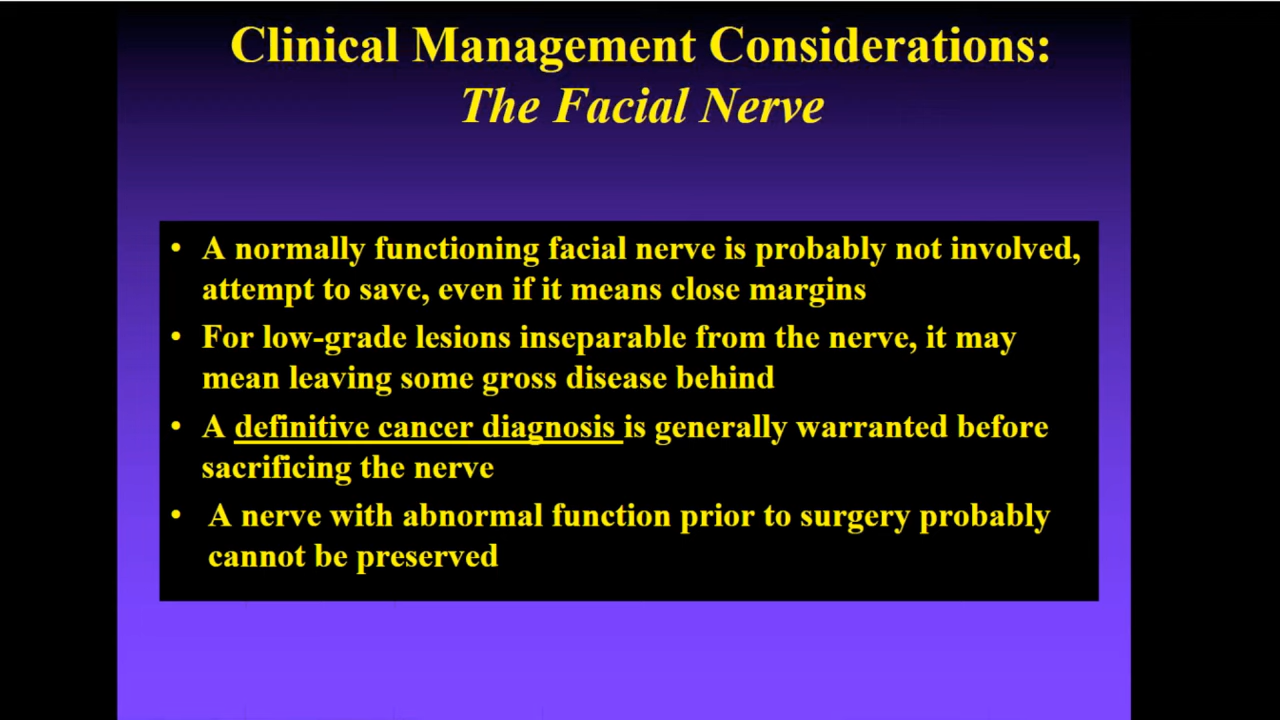 Clinical Management Considerations:
The Facial Nerve
• A normally functioning facial nerve is probably not involved,
attempt to save, even if it means close margins
• For low-grade lesions inseparable from the nerve, it may
mean leaving some gross disease behind
• A definitive cancer diagnosis is generally warranted before
sacrificing the nerve
• A nerve with abnormal function prior to surgery probably
cannot be preserved